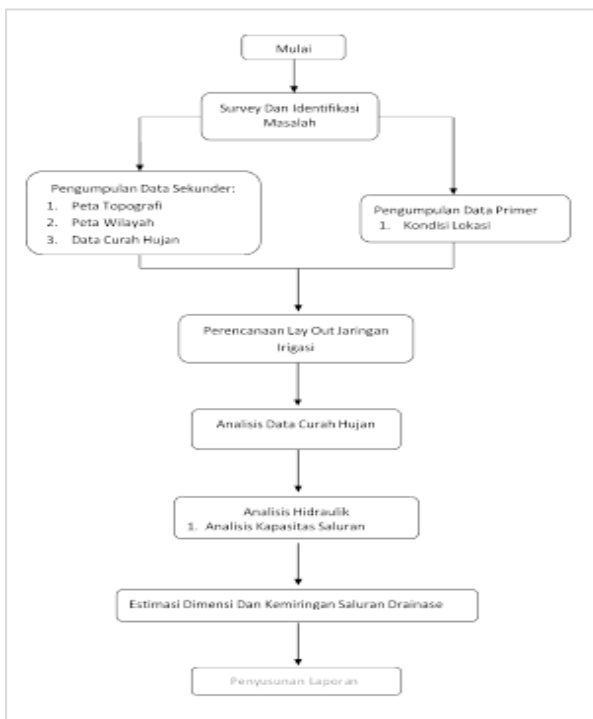 Mulai
Survey Dan Identifikasi
Masalah
Pengumpulan Data Sekunder:
1. Peta Topografi
2. Peta Wilayah
3. Data Curah Hujan
Pengumpulan Data Primer
1. Kondisi Lokasi
Perencanaan Lay Out Jaringan
Irigasi
Analisis Data Curah Hujan
Analisis Hidraulik
1. Analisis Kapasitas Saluran
Estimasi Dimensi Dan Kemiringan Saluran Drainase
Penyusunan Laporan